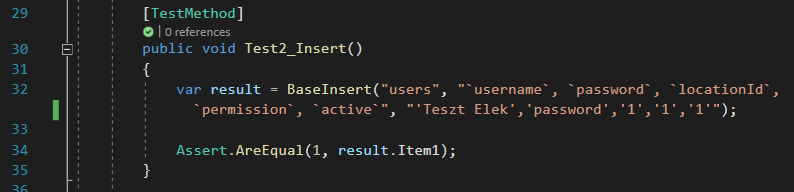 29 [TestMethod]
0 references
30 public void Test2_Insert()
31 {
32 var result = BaseInsert("users", "`username`, `password`, `locationId`,
`permission`, `active`", "'Teszt Elek','password','1','1','1'");
33
34 Assert.AreEqual(1, result.Item1);
35 }
36